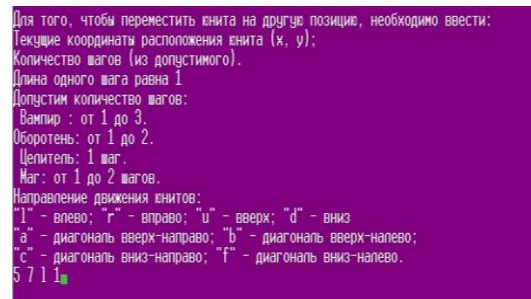 Для того, чтобы переместить юнита на другую позицию, необходимо ввести:
Текущие координаты расположения юнита (x, y);
Количество шагов (из допустимого).
Длина одного шага равна 1
Допустим количество шагов:
Вампир : от 1 до 3.
Оборотень: от 1 до 2.
Целитель: 1 шаг.
Маг: от 1 до 2 шагов.
Направление движения юнитов:
"l" - влево; "r" - вправо; "u" - вверх; "d" - вниз
"a" - диагональ вверх-направо; "b" - диагональ вверх-налево;
"c" - диагональ вниз-направо; "f" - диагональ вниз-налево.
5 7 l 1